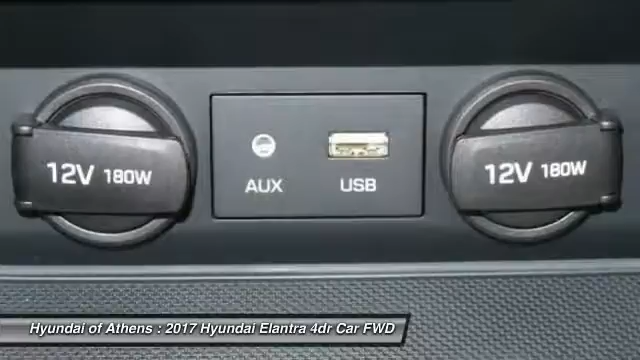 12V 180W
AUX
USB
12V 180W
Hyundai of Athens : 2017 Hyundai Elantra 4dr Car FWD